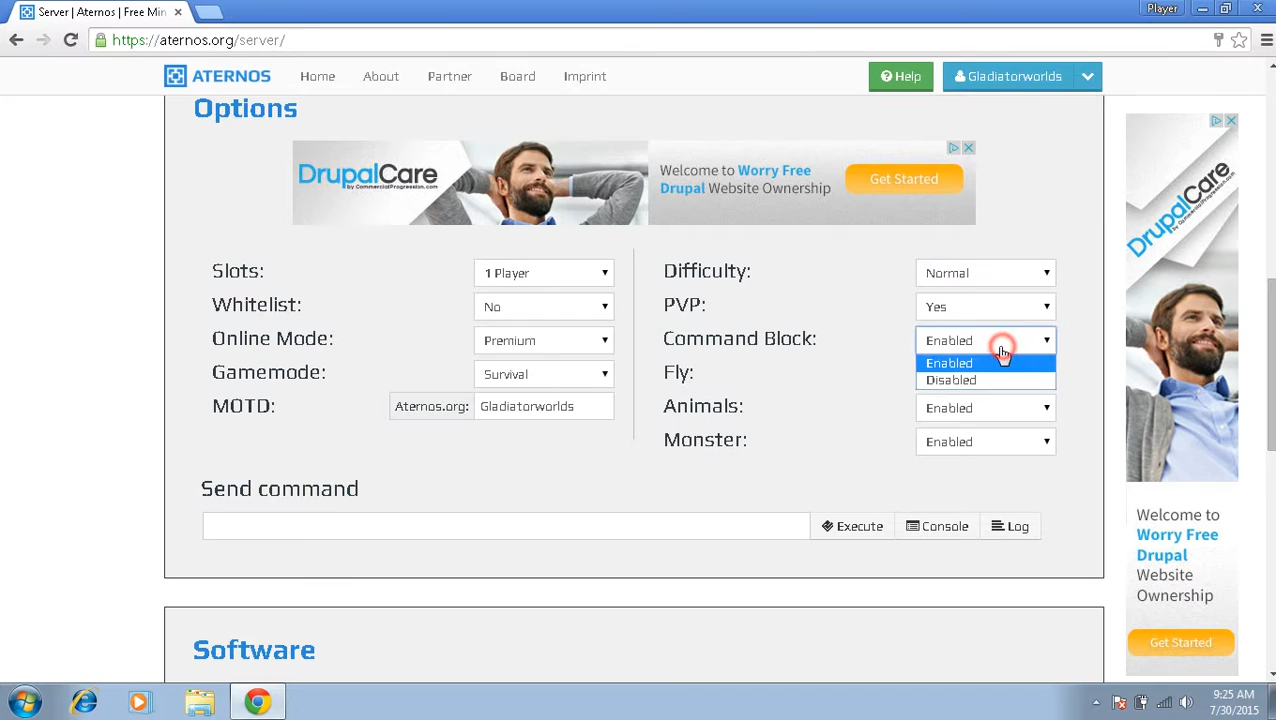 Server | Aternos | Free Min
Player
https://aternos.org/server/
ATERNOS
Home
About
Partner
Board
Imprint
Help
Gladiatorworlds
Options
DrupalCare
by CommercialProgression.com
Welcome to Worry Free
Drupal Website Ownership
Get Started
Slots:
1 Player
Difficulty:
Normal
Whitelist:
No
PVP:
Yes
Online Mode:
Premium
Command Block:
Enabled
Enabled
Disabled
Gamemode:
Survival
Fly:
MOTD:
Aternos.org:
Gladiatorworlds
Animals:
Enabled
Monster:
Enabled
Send command
Execute
Console
Log
Software
DrupalCare
Welcome to
Worry Free
Drupal
Website
Ownership
Get Started
9:25 AM
7/30/2015